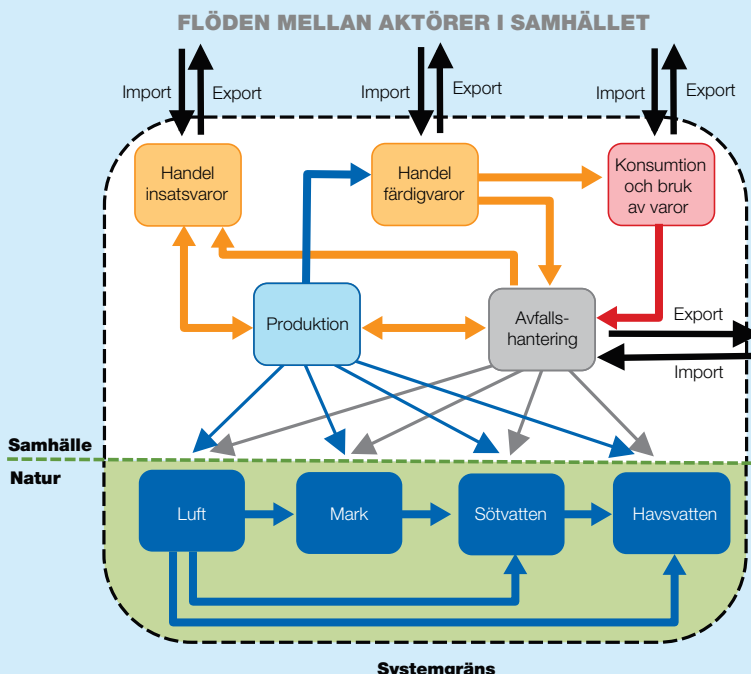 FLÖDEN MELLAN AKTÖRER I SAMHÄLLET
Import
Export
Import
Export
Import
Export
Handel
insatsvaror
Handel
färdigvaror
Konsumtion
och bruk
av varor
Produktion
Avfalls-
hantering
Export
Import
Samhälle
Natur
Luft
Mark
Sötvatten
Havsvatten
Systemgräns